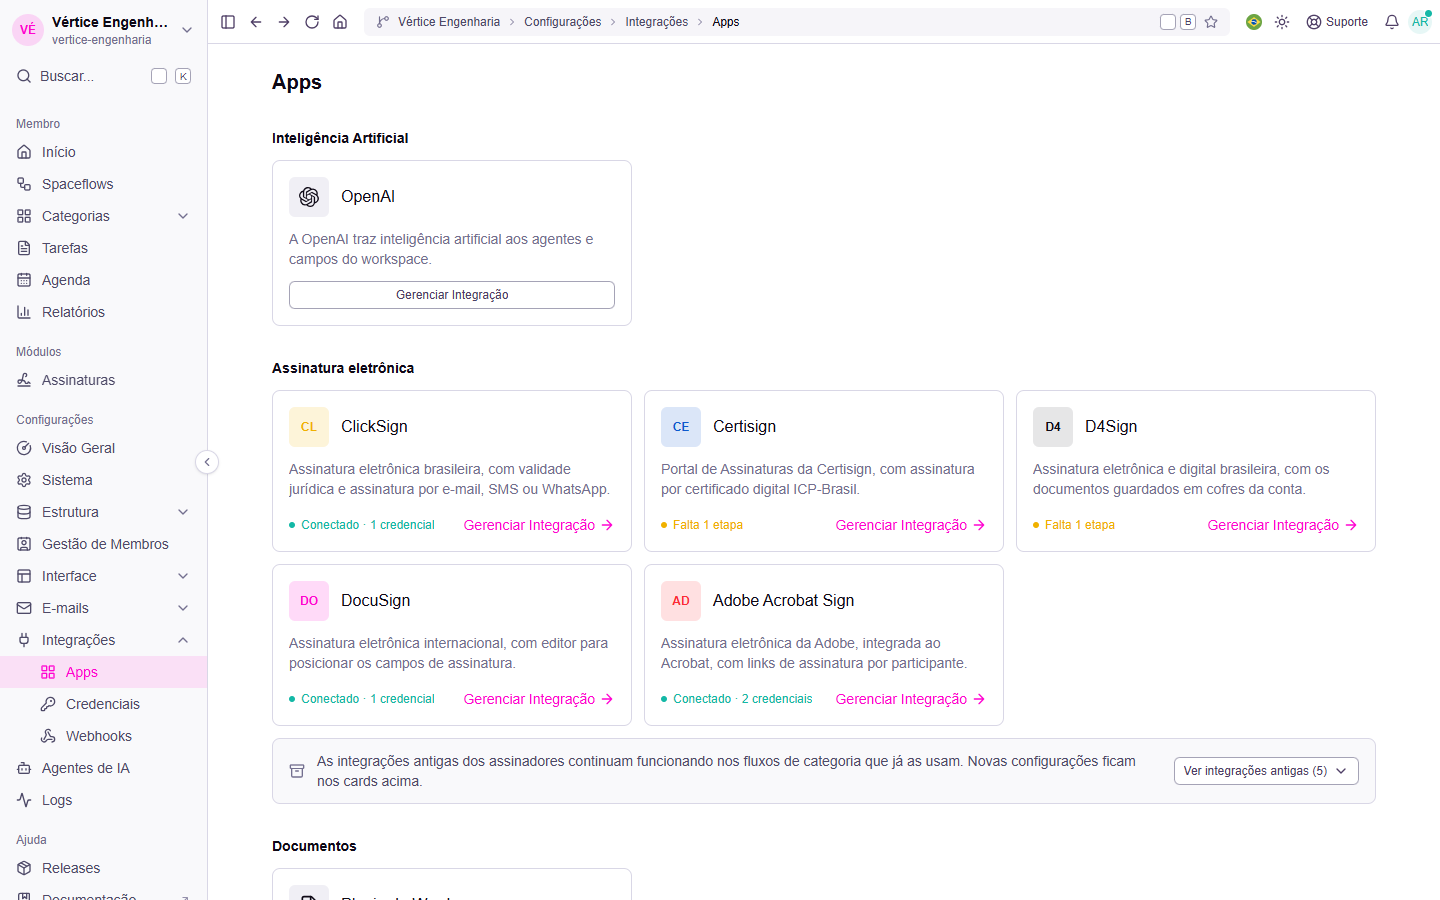 VÉ
Vértice Engenh...
vertice-engenharia
Buscar...
K
Membro
Início
Spaceflows
Categorias
Tarefas
Agenda
Relatórios
Módulos
Assinaturas
Configurações
Visão Geral
Sistema
Estrutura
Gestão de Membros
Interface
E-mails
Integrações
Apps
Credenciais
Webhooks
Agentes de IA
Logs
Ajuda
Releases
Documentação
Vértice Engenharia
Configurações
Integrações
Apps
B
Suporte
AR
Apps
Inteligência Artificial
OpenAI
A OpenAI traz inteligência artificial aos agentes e
campos do workspace.
Gerenciar Integração
Assinatura eletrônica
CL
ClickSign
Assinatura eletrônica brasileira, com validade
jurídica e assinatura por e-mail, SMS ou WhatsApp.
Conectado · 1 credencial
Gerenciar Integração
CE
Certisign
Portal de Assinaturas da Certisign, com assinatura
por certificado digital ICP-Brasil.
Falta 1 etapa
Gerenciar Integração
D4
D4Sign
Assinatura eletrônica e digital brasileira, com os
documentos guardados em cofres da conta.
Falta 1 etapa
Gerenciar Integração
DO
DocuSign
Assinatura eletrônica internacional, com editor para
posicionar os campos de assinatura.
Conectado · 1 credencial
Gerenciar Integração
AD
Adobe Acrobat Sign
Assinatura eletrônica da Adobe, integrada ao
Acrobat, com links de assinatura por participante.
Conectado · 2 credenciais
Gerenciar Integração
As integrações antigas dos assinadores continuam funcionando nos fluxos de categoria que já as usam. Novas configurações ficam
nos cards acima.
Ver integrações antigas (5)
Documentos